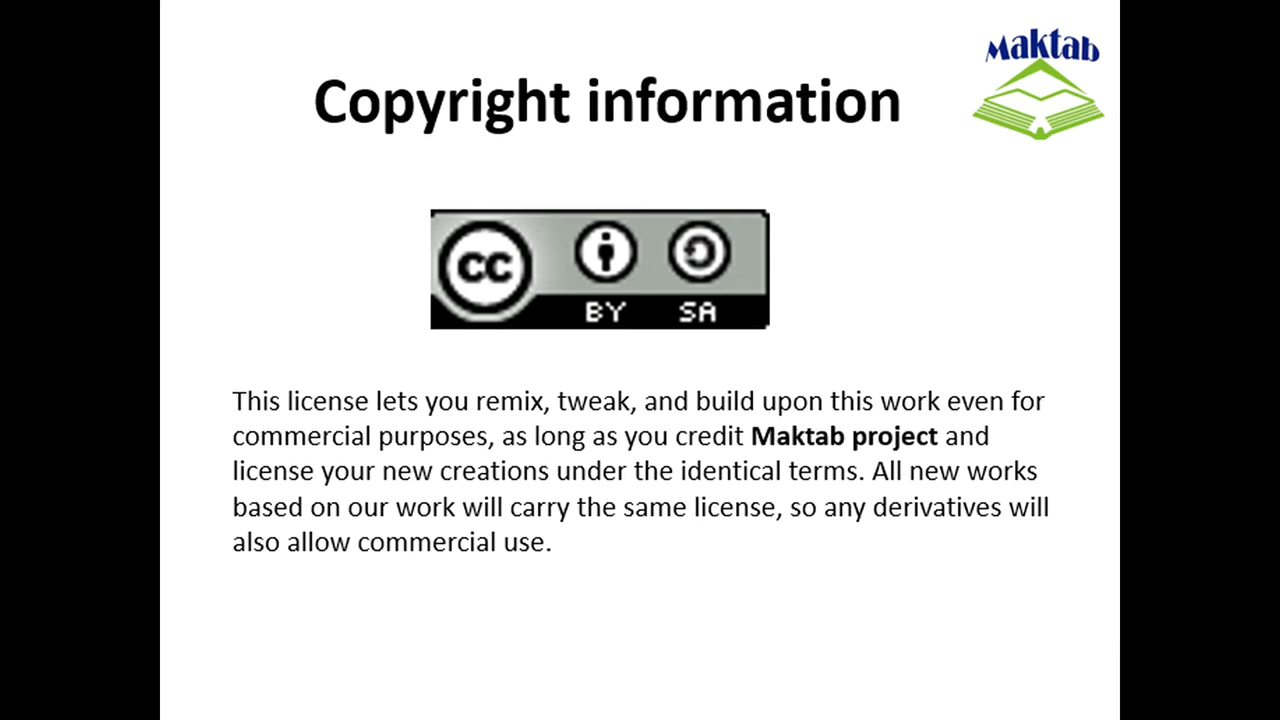 Maktab
Copyright information
CC
BY SA
This license lets you remix, tweak, and build upon this work even for
commercial purposes, as long as you credit Maktab project and
license your new creations under the identical terms. All new works
based on our work will carry the same license, so any derivatives will
also allow commercial use.